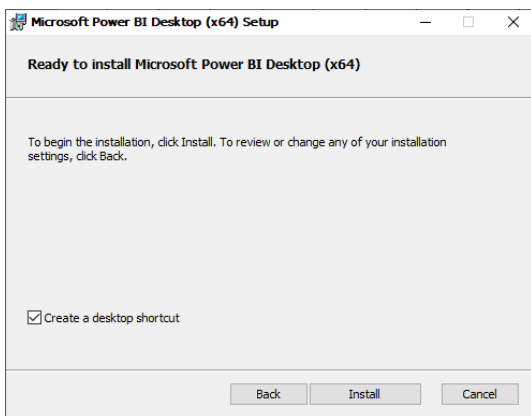 Microsoft Power BI Desktop (x64) Setup
Ready to install Microsoft Power BI Desktop (x64)
To begin the installation, click Install. To review or change any of your installation
settings, click Back.
Create a desktop shortcut
Back Install Cancel